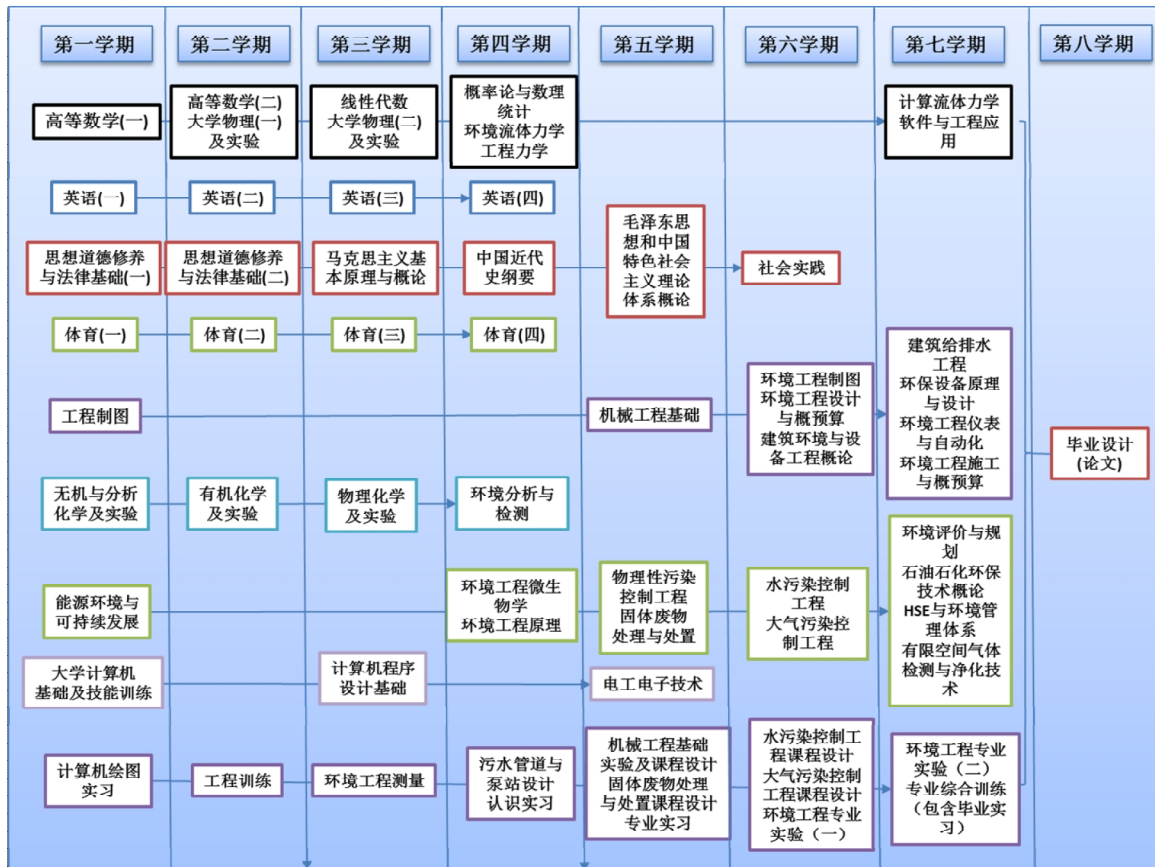 第一学期
第二学期
第三学期
第四学期
第五学期
第六学期
第七学期
第八学期
高等数学(一)
高等数学(二)
大学物理(一)
及实验
线性代数
大学物理(二)
及实验
概率论与数理
统计
环境流体力学
工程力学
计算流体力学
软件与工程应
用
英语(一)
英语(二)
英语(三)
英语(四)
思想道德修养
与法律基础(一)
思想道德修养
与法律基础(二)
马克思主义基
本原理与概论
中国近代
史纲要
毛泽东思
想和中国
特色社会
主义理论
体系概论
社会实践
体育(一)
体育(二)
体育(三)
体育(四)
工程制图
机械工程基础
环境工程制图
环境工程设计
与概预算
建筑环境与设
备工程概论
建筑给排水
工程
环保设备原理
与设计
环境工程仪表
与自动化
环境工程施工
与概预算
毕业设计
(论文)
无机与分析
化学及实验
有机化学
及实验
物理化学
及实验
环境分析与
检测
能源环境与
可持续发展
环境工程微生
物学
环境工程原理
物理性污染
控制工程
固体废物
处理与处置
水污染控制
工程
大气污染控
制工程
环境评价与规
划
石油石化环保
技术概论
HSE与环境管
理体系
有限空间气体
检测与净化技
术
大学计算机
基础及技能训练
计算机程序
设计基础
电工电子技术
计算机绘图
实习
工程训练
环境工程测量
污水管道与
泵站设计
认识实习
机械工程基础
实验及课程设计
固体废物处理
与处置课程设计
专业实习
水污染控制工
程课程设计
大气污染控制
工程课程设计
环境工程专业
实验（一）
环境工程专业
实验（二）
专业综合训练
（包含毕业实
习）